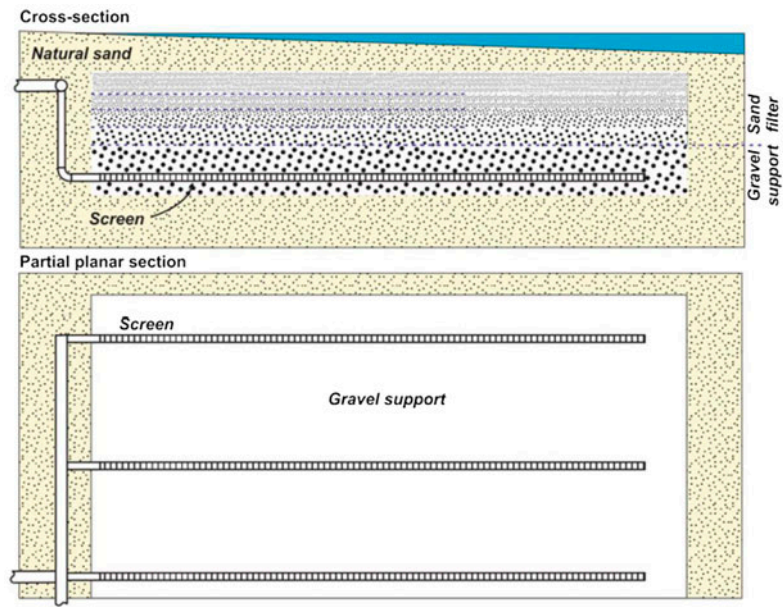 Cross-section
Natural sand
Sand
filter
Gravel
support
Screen
Partial planar section
Screen
Gravel support